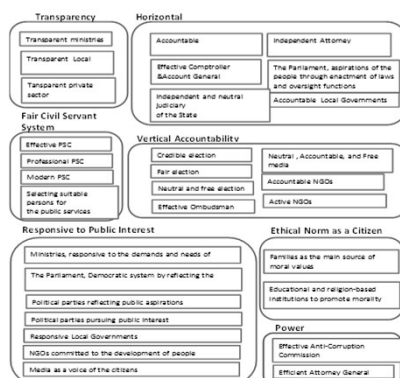 Transparency
Transparent ministries
Transparent Local
Tansparent private
sector
Horizontal
Accountable
Effective Comptroller
&Account General
Independent and neutral
judiciary
of the State
Independent Attorney
The Parliament, aspirations of the
people through enactment of laws
and oversight functions
Accountable Local Governments
Fair Civil Servant
System
Effective PSC
Professional PSC
Modern PSC
Selecting suitable
persons for
the public services
Vertical Accountability
Credible election
Fair election
Neutral and free election
Effective Ombudsman
Neutral , Accountable, and Free
media
Accountable NGOs
Active NGOs
Responsive to Public Interest
Ministries, responsive to the demands and needs of
The Parliament, Democratic system by reflecting the
Political parties reflecting public aspirations
Political parties pursuing public interest
Responsive Local Governments
NGOs committed to the development of people
Media as voice of the citizens
Ethical Norm as a Citizen
Families as the main source of
moral values
Educational and religion-based
institutions to promote morality
Power
Effective Anti-Corruption
Commission
Efficient Attorney General